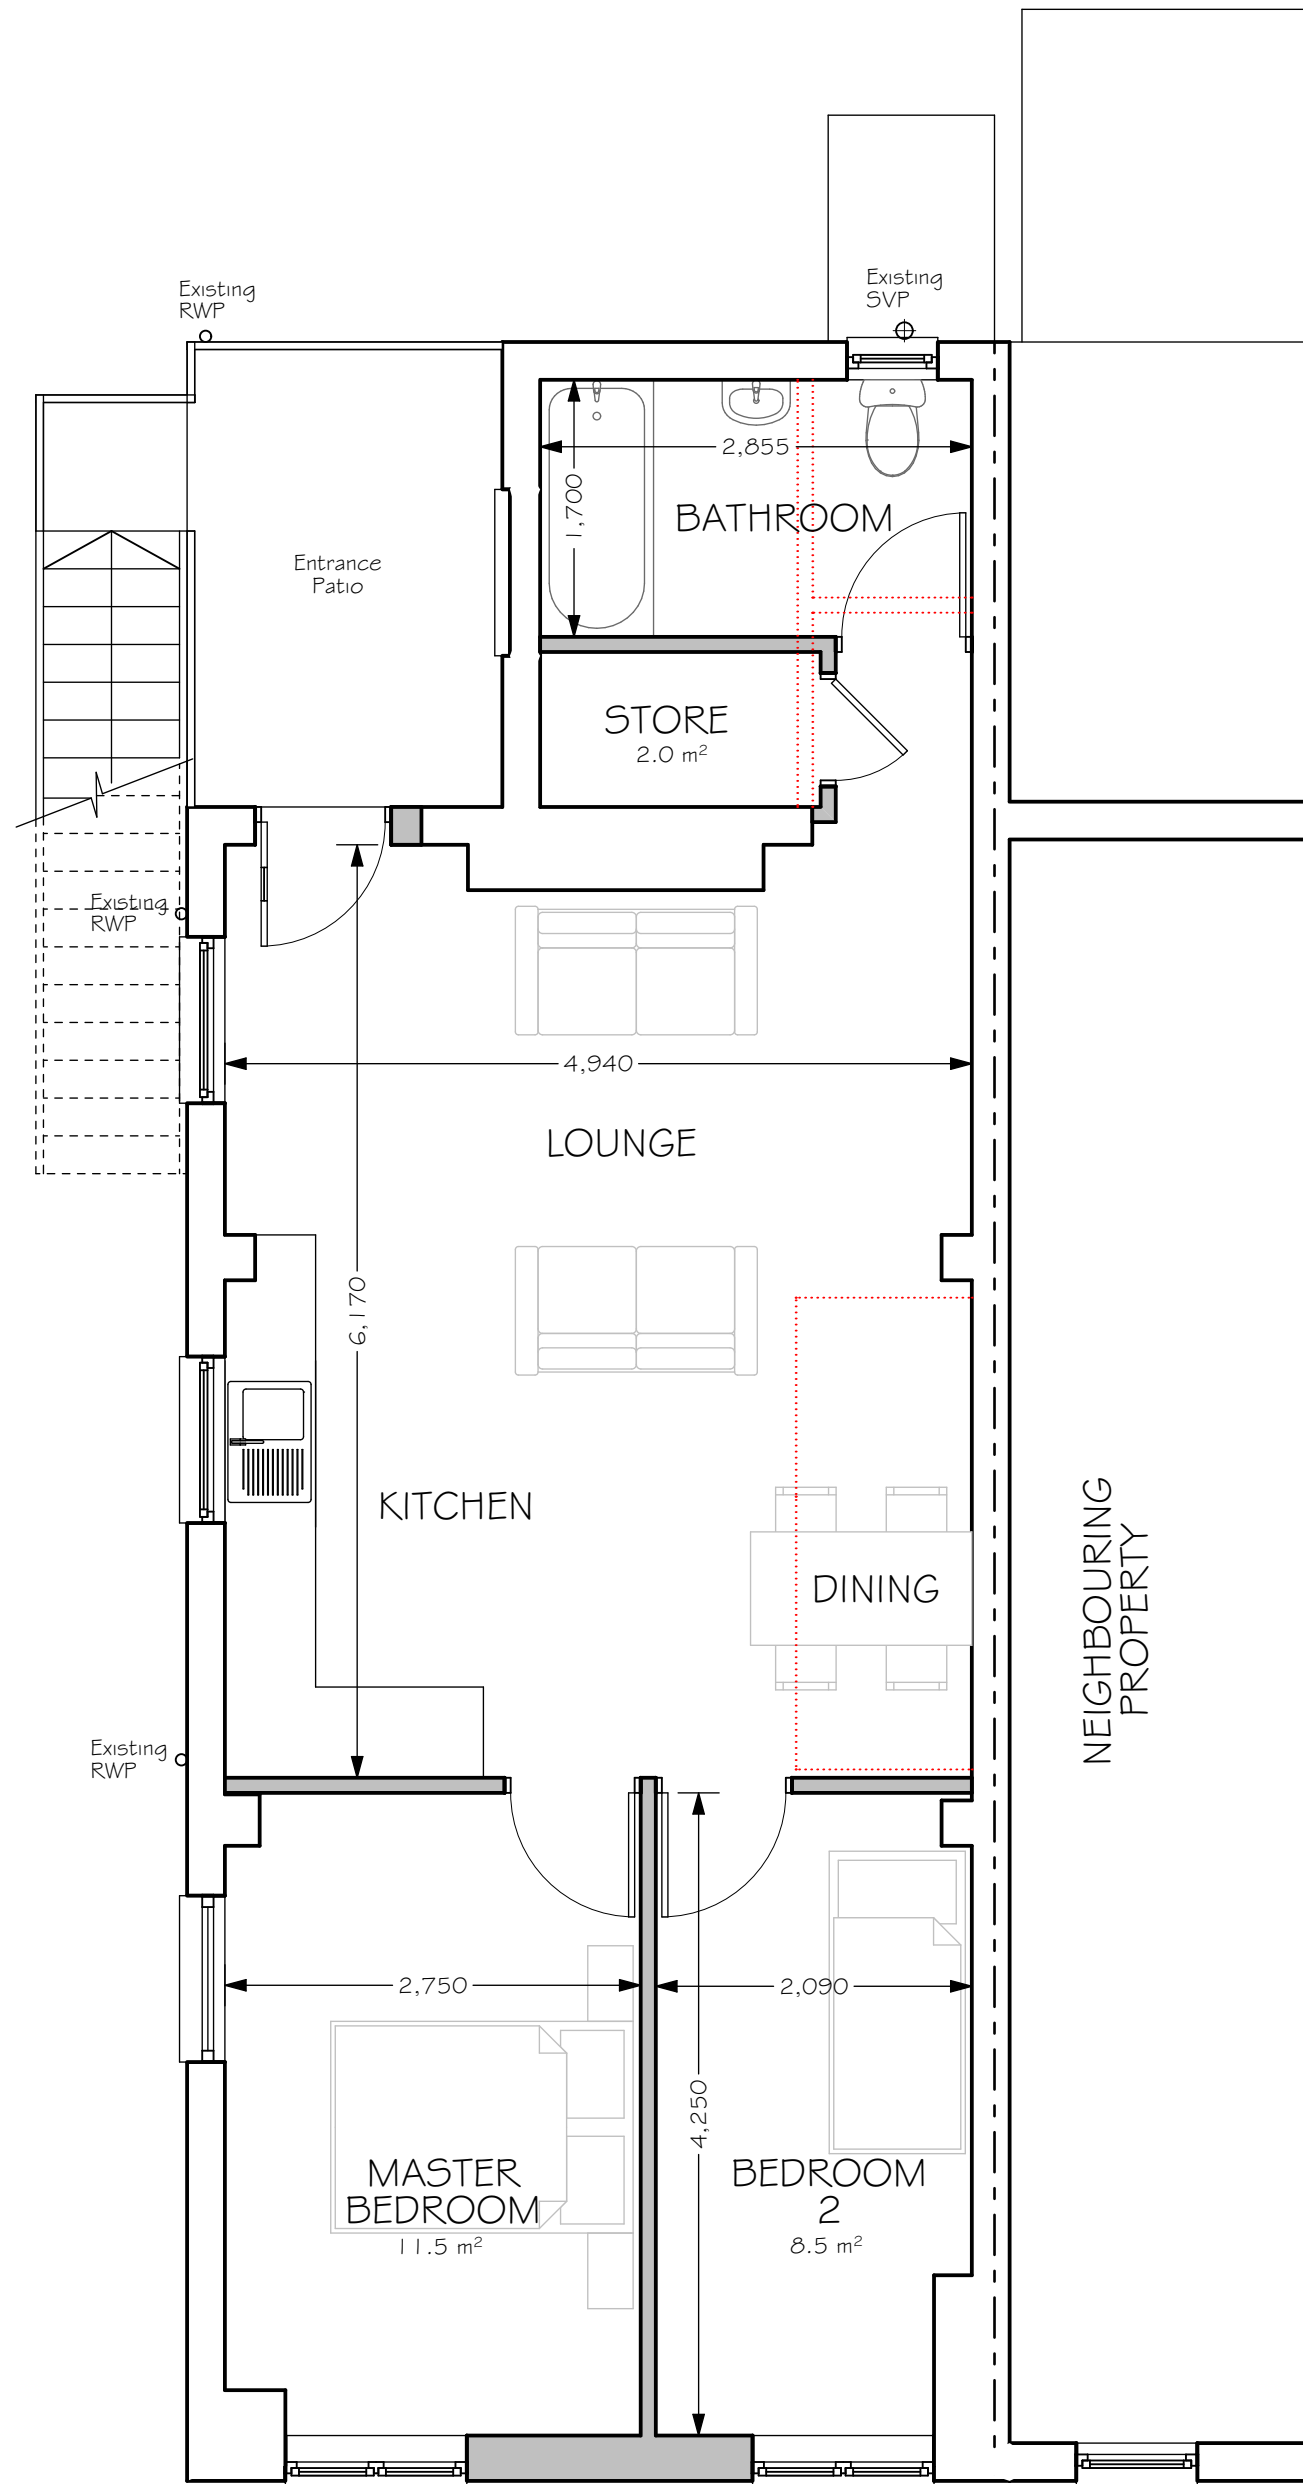 Existing
RWP
Existing
SVP
2,855
1,700
BATHROOM
Entrance
Patio
STORE
2.0 m²
Existing
RWP
4,940
LOUNGE
6,170
KITCHEN
DINING
NEIGHBOURING
PROPERTY
Existing
RWP
2,750
2,090
4,250
MASTER
BEDROOM
11.5 m²
BEDROOM
2
8.5 m²